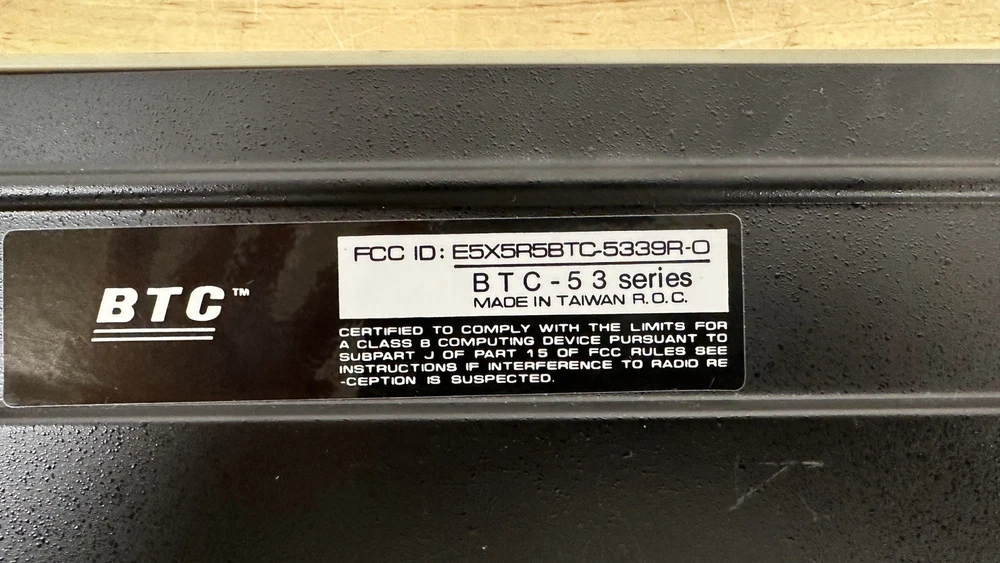 BTC™
FCC ID: E5X5R5BTC-5339R-O
BTC-53 series
MADE IN TAIWAN R.O.C.
CERTIFIED TO COMPLY WITH THE LIMITS FOR
A CLASS B COMPUTING DEVICE PURSUANT TO
SUBPART J OF PART 15 OF FCC RULES SEE
INSTRUCTIONS IF INTERFERENCE TO RADIO RE
-CEPTION IS SUSPECTED.